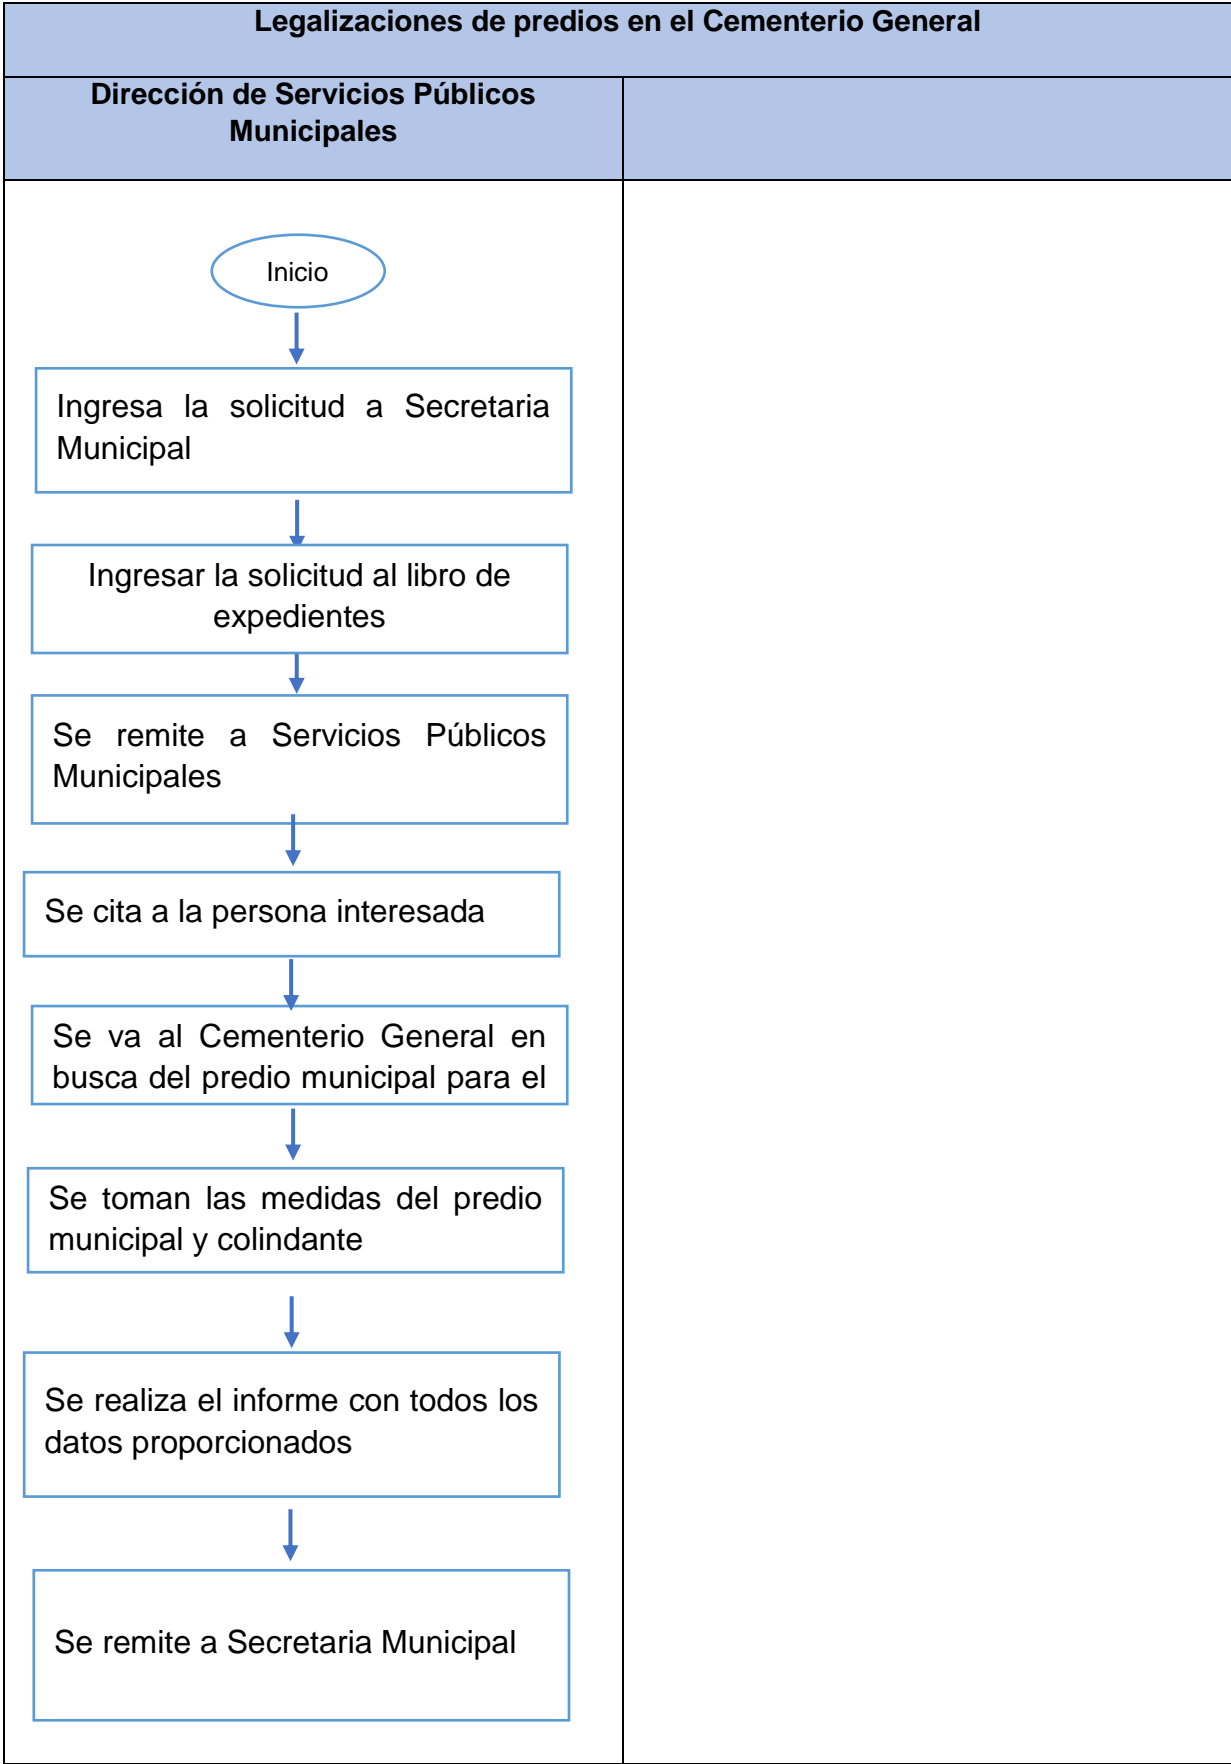 Legalizaciones de predios en el Cementerio General
Dirección de Servicios Públicos
Municipales
Inicio
Ingresa la solicitud a Secretaria
Municipal
Ingresar la solicitud al libro de
expedientes
Se remite a Servicios Públicos
Municipales
Se cita a la persona interesada
Se va al Cementerio General en
busca del predio municipal para el
Se toman las medidas del predio
municipal y colindante
Se realiza el informe con todos los
datos proporcionados
Se remite a Secretaria Municipal